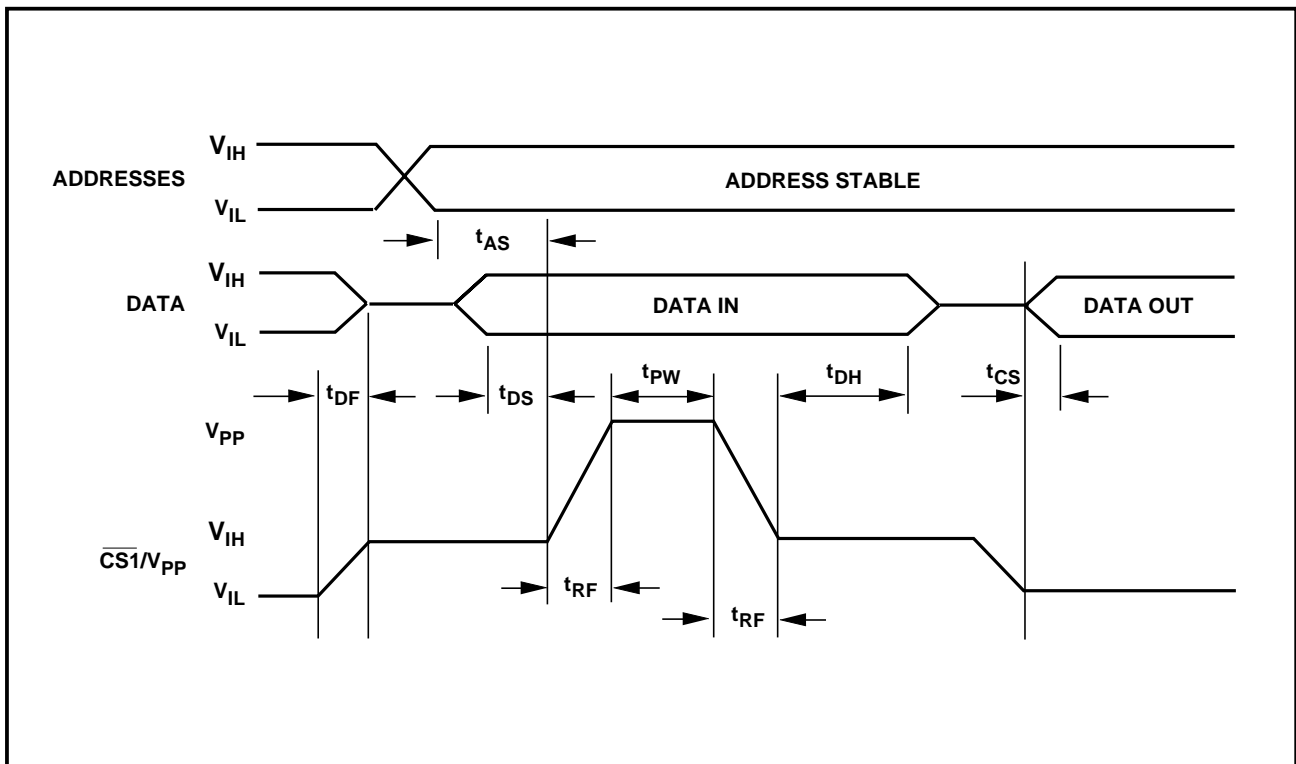 VIH
ADDRESSES
ADDRESS STABLE
VIL
tAS
VIH
DATA
DATA IN
DATA OUT
VIL
tDF
tDS
tPW
tDH
tCS
VPP
VIH
CS1/VPP
VIL
tRF
tRF